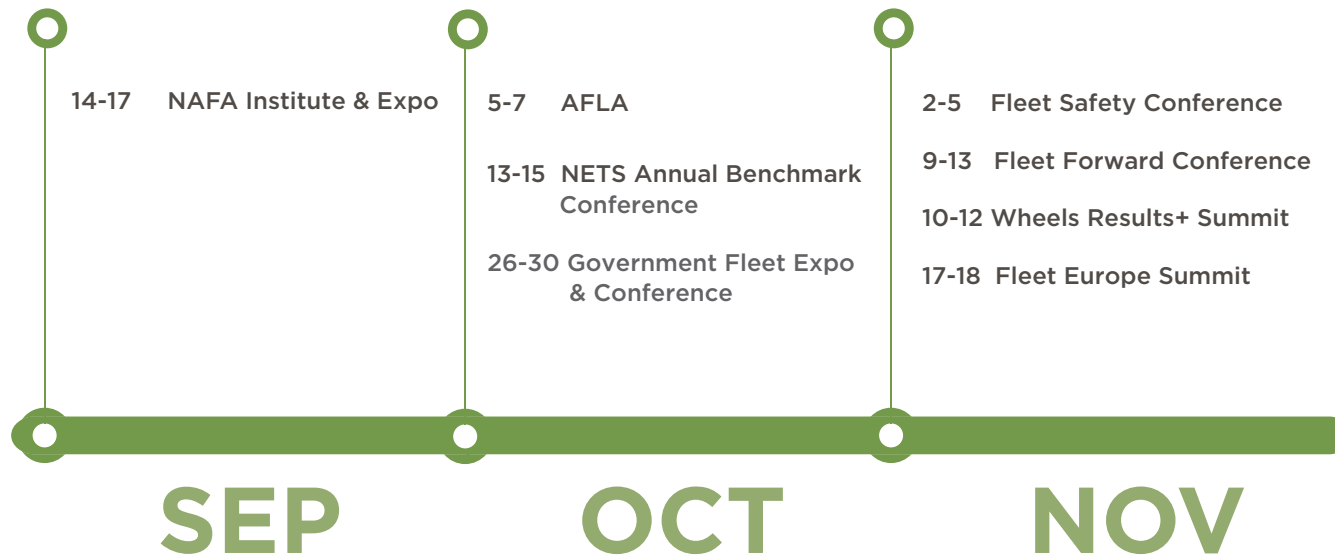 14-17 NAFA Institute & Expo
5-7 AFLA
13-15 NETS Annual Benchmark
Conference
26-30 Government Fleet Expo
& Conference
2-5 Fleet Safety Conference
9-13 Fleet Forward Conference
10-12 Wheels Results+ Summit
17-18 Fleet Europe Summit
SEP
OCT
NOV